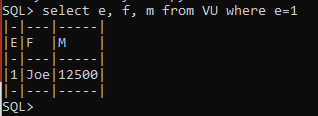 SQL> select e, f, m from VU where e=1
|-|---|-----|
|E|F  |M    |
|-|---|-----|
|1|Joe|12500|
|-|---|-----|
SQL>